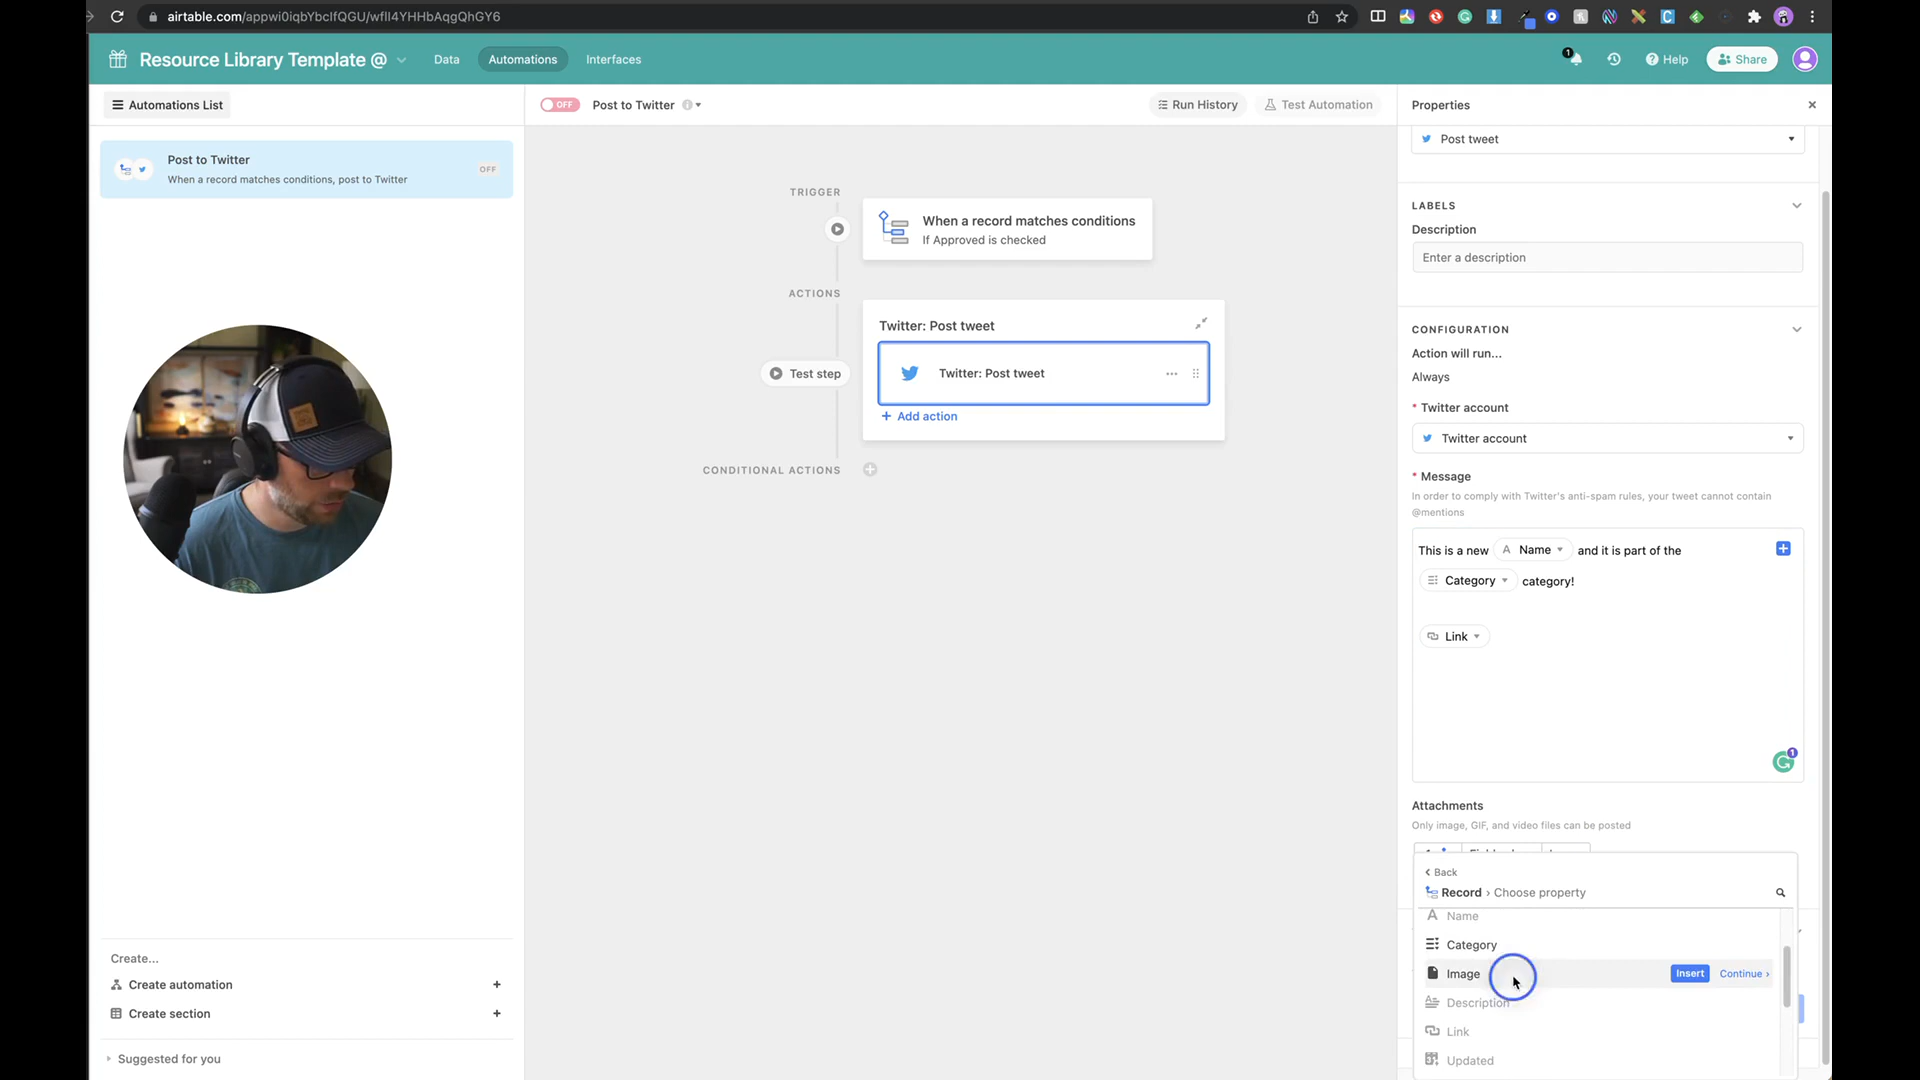 airtable.com/appwi0iqbYbcIfQGU/wflI4YHHbAqgQhGY6
Resource Library Template @
Data
Automations
Interfaces
1
Help
Share
Automations List
OFF
Post to Twitter
Run History
Test Automation
Properties
Post to Twitter
When a record matches conditions, post to Twitter
OFF
TRIGGER
When a record matches conditions
If Approved is checked
ACTIONS
Twitter: Post tweet
Test step
Twitter: Post tweet
+ Add action
CONDITIONAL ACTIONS
Post tweet
LABELS
Description
Enter a description
CONFIGURATION
Action will run...
Always
* Twitter account
Twitter account
* Message
In order to comply with Twitter's anti-spam rules, your tweet cannot contain
@mentions
This is a new Name and it is part of the
Category category!
Link
1
Attachments
Only image, GIF, and video files can be posted
Back
Record › Choose property
Name
Category
Image
Insert
Continue ›
Description
Link
Updated
Create...
Create automation
Create section
Suggested for you